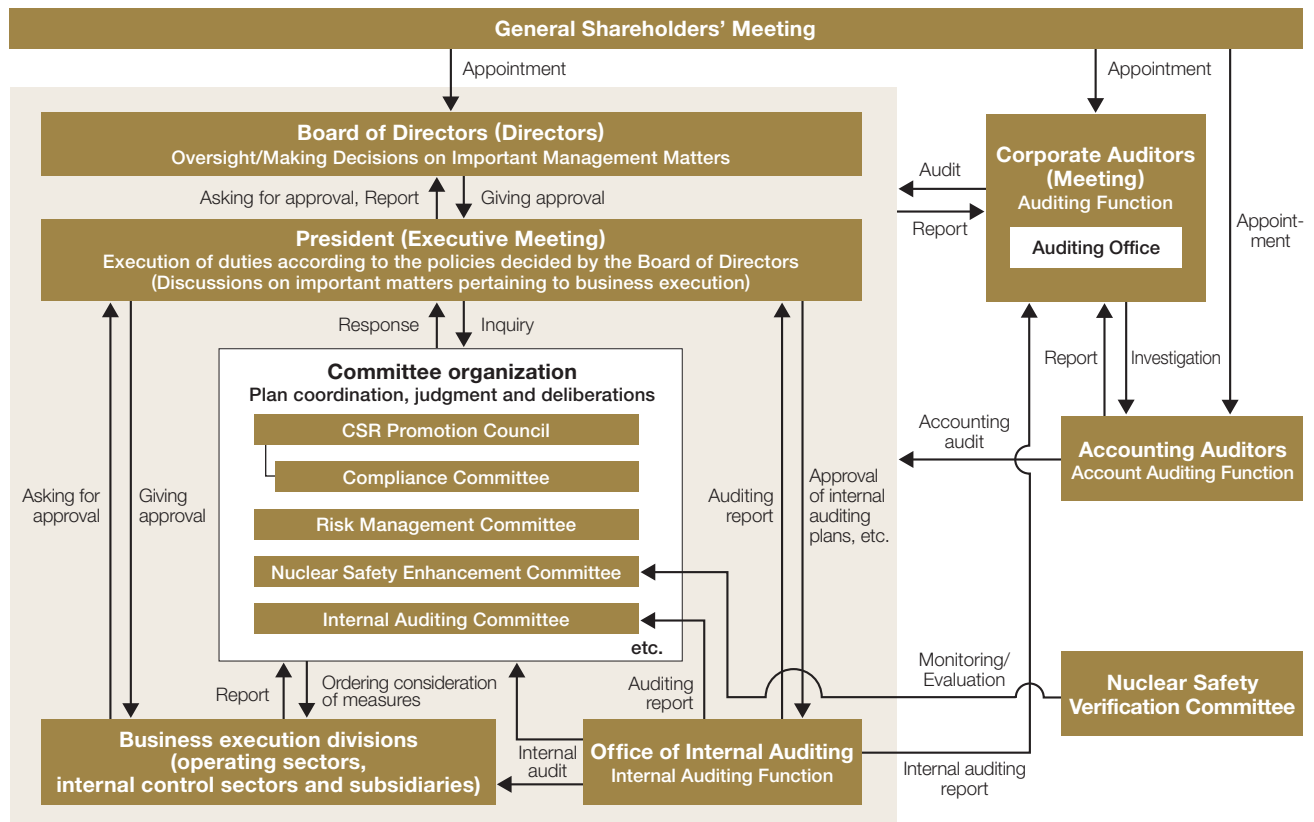 General Shareholders' Meeting
Appointment
Appointment
Board of Directors (Directors)
Oversight/Making Decisions on Important Management Matters
Corporate Auditors
(Meeting)
Auditing Function
Auditing Office
Audit
Report
Appoint-
ment
Asking for approval, Report
Giving approval
President (Executive Meeting)
Execution of duties according to the policies decided by the Board of Directors
(Discussions on important matters pertaining to business execution)
Response
Inquiry
Report
Investigation
Committee organization
Plan coordination, judgment and deliberations
CSR Promotion Council
Compliance Committee
Risk Management Committee
Nuclear Safety Enhancement Committee
Internal Auditing Committee
etc.
Asking for
approval
Giving
approval
Auditing
report
Approval
of internal
auditing
plans, etc.
Accounting
audit
Accounting Auditors
Account Auditing Function
Report
Ordering consideration
of measures
Auditing
report
Monitoring/
Evaluation
Nuclear Safety
Verification Committee
Business execution divisions
(operating sectors,
internal control sectors and subsidiaries)
Internal
audit
Office of Internal Auditing
Internal Auditing Function
Internal auditing
report